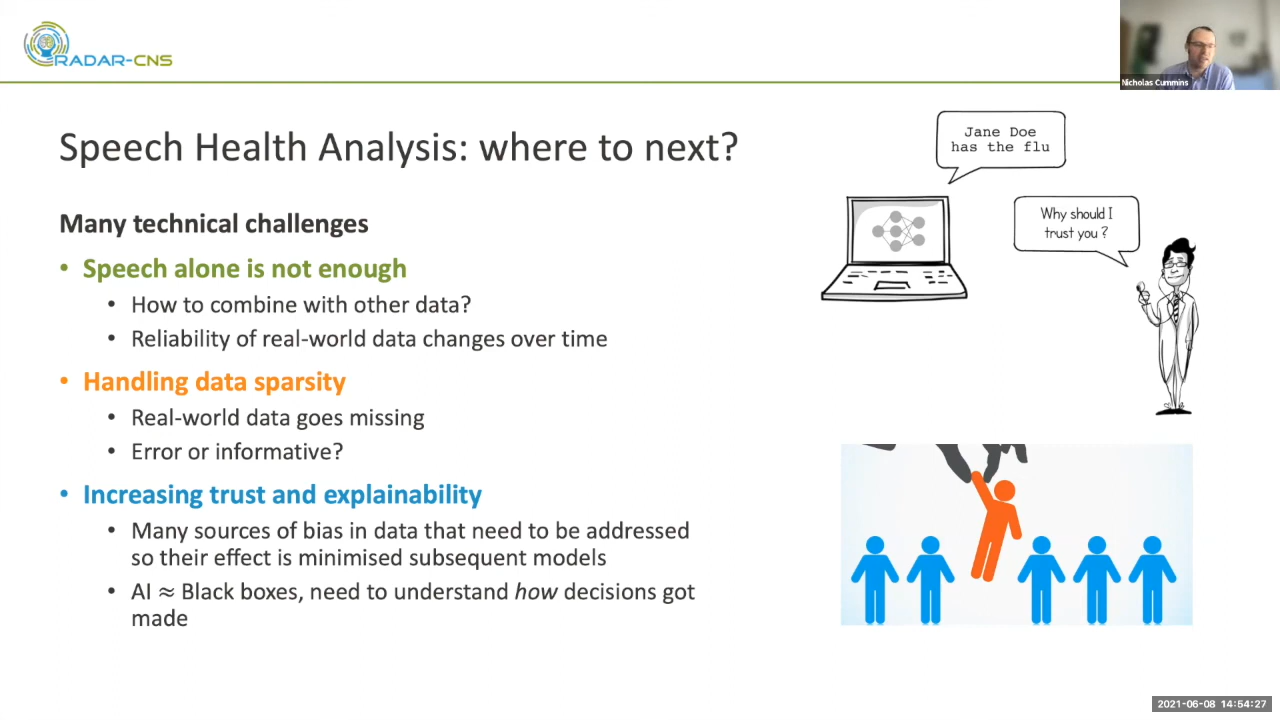 RADAR-CNS
Nicholas Cummins
Speech Health Analysis: where to next?
Jane Doe
has the flu
Why should I
trust you ?
Many technical challenges
• Speech alone is not enough
• How to combine with other data?
• Reliability of real-world data changes over time
• Handling data sparsity
• Real-world data goes missing
• Error or informative?
• Increasing trust and explainability
• Many sources of bias in data that need to be addressed
so their effect is minimised subsequent models
• AI ≈ Black boxes, need to understand how decisions got
made
2021-06-08 14:54:27